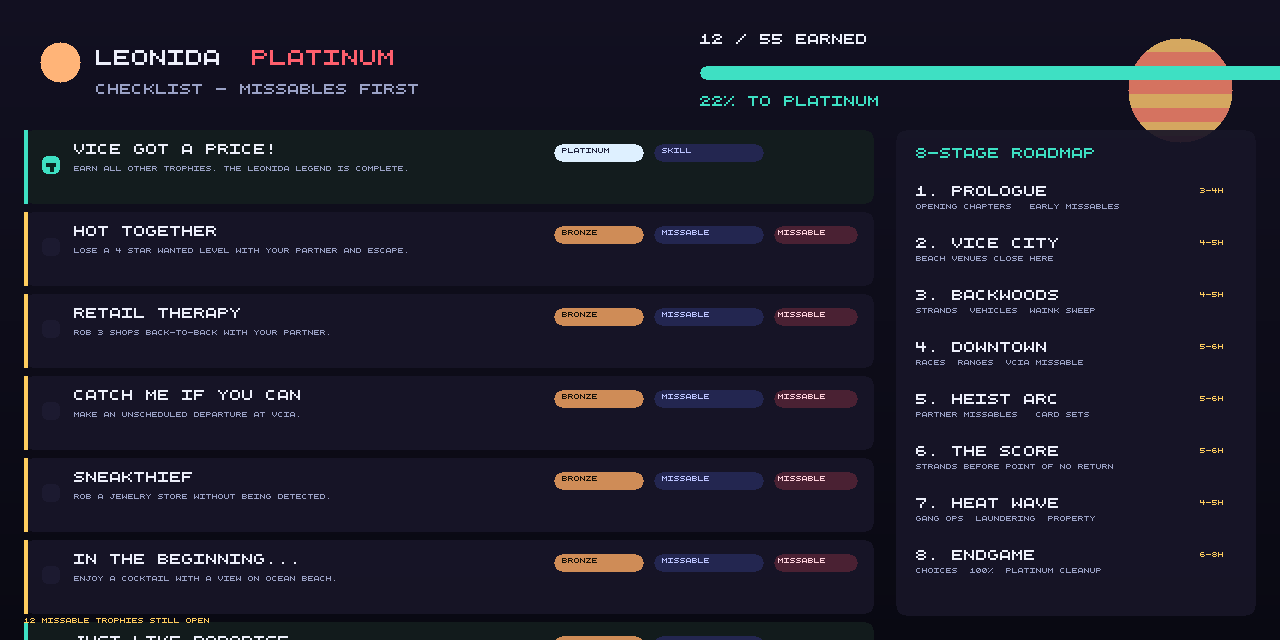 LEONIDA PLATINUM
CHECKLIST - MISSABLES FIRST
12 / 55 EARNED
22% TO PLATINUM
VICE GOT A PRICE!
PLATINUM
SKILL
EARN ALL OTHER TROPHIES. THE LEONIDA LEGEND IS COMPLETE.
HOT TOGETHER
BRONZE
MISSABLE
MISSABLE
LOSE A 4 STAR WANTED LEVEL WITH YOUR PARTNER AND ESCAPE.
RETAIL THERAPY
BRONZE
MISSABLE
MISSABLE
ROB 3 SHOPS BACK-TO-BACK WITH YOUR PARTNER.
CATCH ME IF YOU CAN
BRONZE
MISSABLE
MISSABLE
MAKE AN UNSCHEDULED DEPARTURE AT VCIA.
SNEAKTHIEF
BRONZE
MISSABLE
MISSABLE
ROB A JEWELRY STORE WITHOUT BEING DETECTED.
IN THE BEGINNING...
BRONZE
MISSABLE
MISSABLE
ENJOY A COCKTAIL WITH A VIEW ON OCEAN BEACH.
12 MISSABLE TROPHIES STILL OPEN
JUST LIKE PARADISE
8-STAGE ROADMAP
1. PROLOGUE
3-4H
OPENING CHAPTERS EARLY MISSABLES
2. VICE CITY
4-5H
BEACH VENUES CLOSE HERE
3. BACKWOODS
4-5H
STRANDS VEHICLES WAINK SWEEP
4. DOWNTOWN
5-6H
RACES RANGES VCIA MISSABLE
5. HEIST ARC
5-6H
PARTNER MISSABLES CARD SETS
6. THE SCORE
5-6H
STRANDS BEFORE POINT OF NO RETURN
7. HEAT WAVE
4-5H
GANG OPS LAUNDERING PROPERTY
8. ENDGAME
6-8H
CHOICES 100% PLATINUM CLEANUP